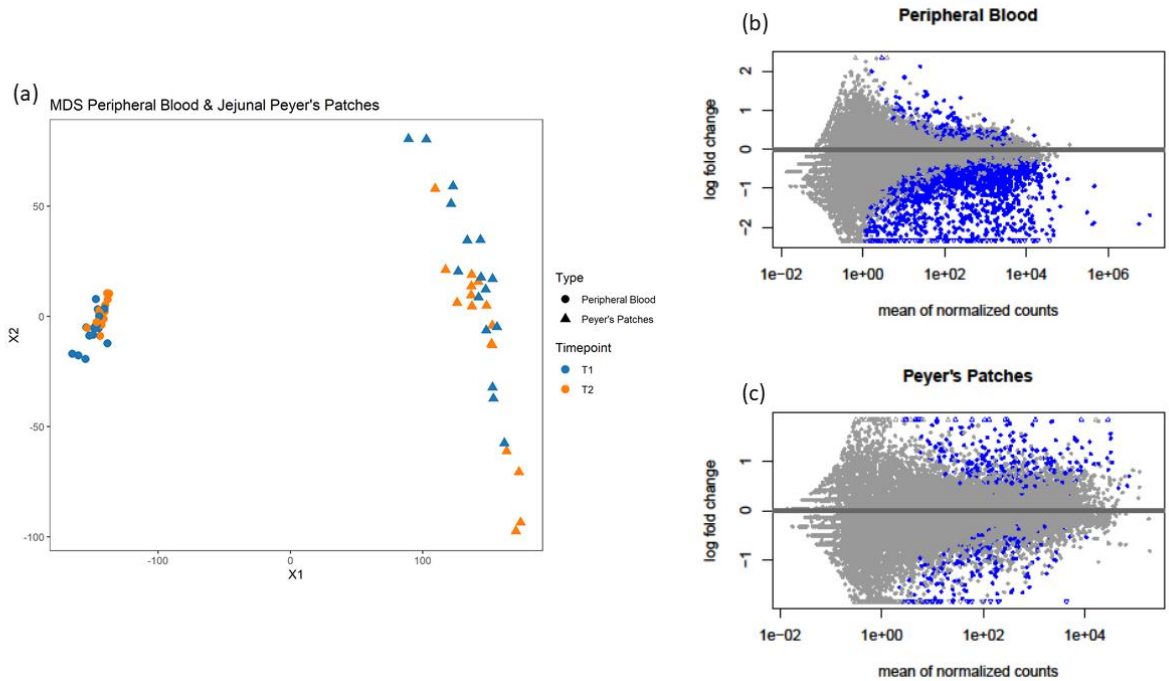 (a)
MDS Peripheral Blood & Jejunal Peyer's Patches
X2
50
0
-50
-100
-100
0
100
X1
Type
Peripheral Blood
Peyer's Patches
Timepoint
T1
T2
(b)
Peripheral Blood
log fold change
2
1
0
-1
-2
1e-02
1e+00
1e+02
1e+04
1e+06
mean of normalized counts
(c)
Peyer's Patches
log fold change
1
0
-1
1e-02
1e+00
1e+02
1e+04
mean of normalized counts